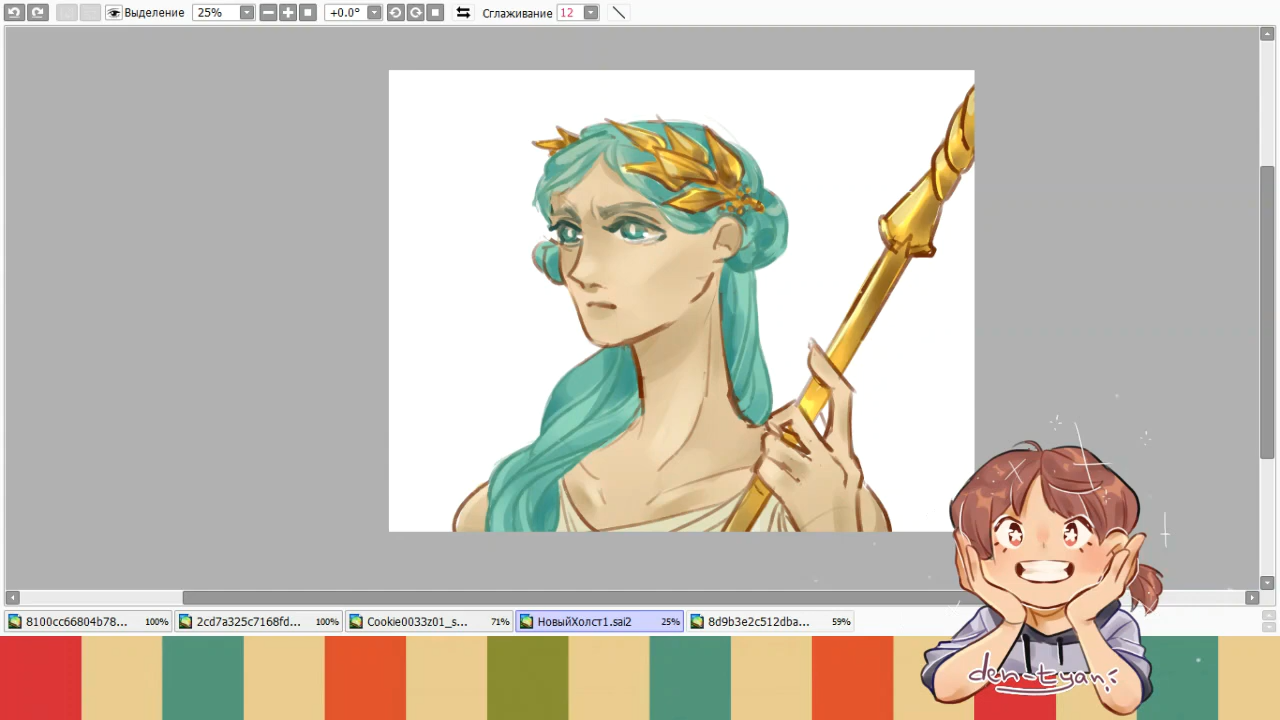 Выделение 25% +0.0° Сглаживание 12
8100cc66804b78... 100% 2cd7a325c7168fd... 100% Cookie0033z01_s... 71% НовыйХолст1.sai2 25% 8d9b3e2c512dba... 59%
den-tyan